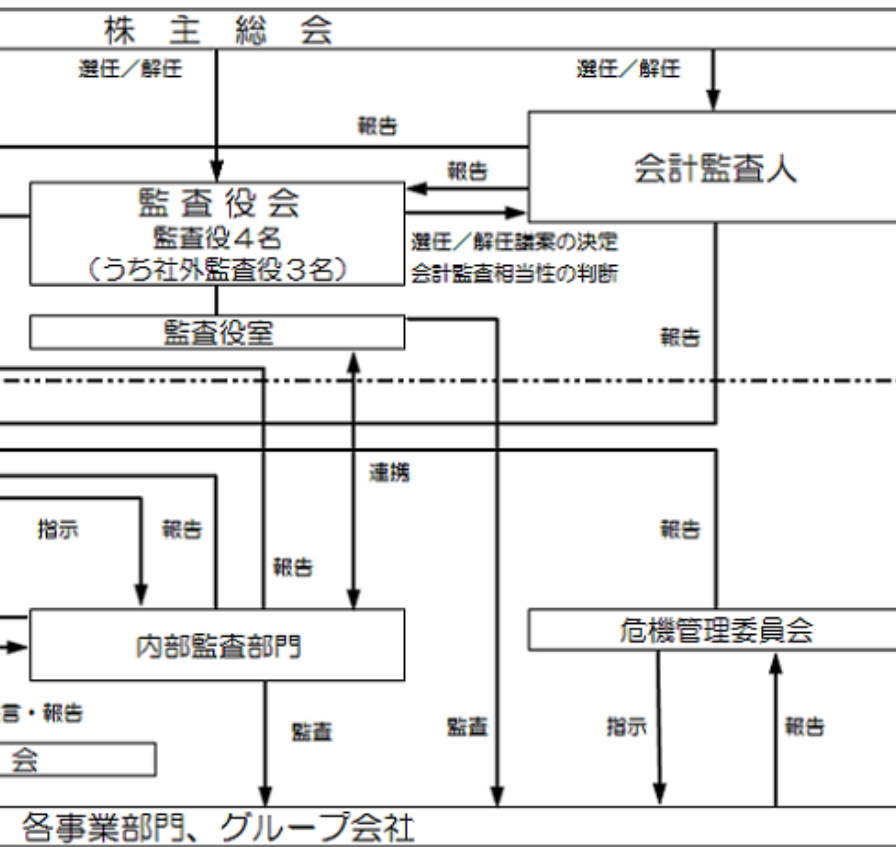 株主総会
選任／解任
選任／解任
報告
会計監査人
報告
監査役会
監査役４名
（うち社外監査役３名）
選任／解任議案の決定
会計監査相当性の判断
監査役室
報告
連携
指示
報告
報告
報告
内部監査部門
危機管理委員会
言・報告
監査
監査
指示
報告
会
各事業部門、グループ会社